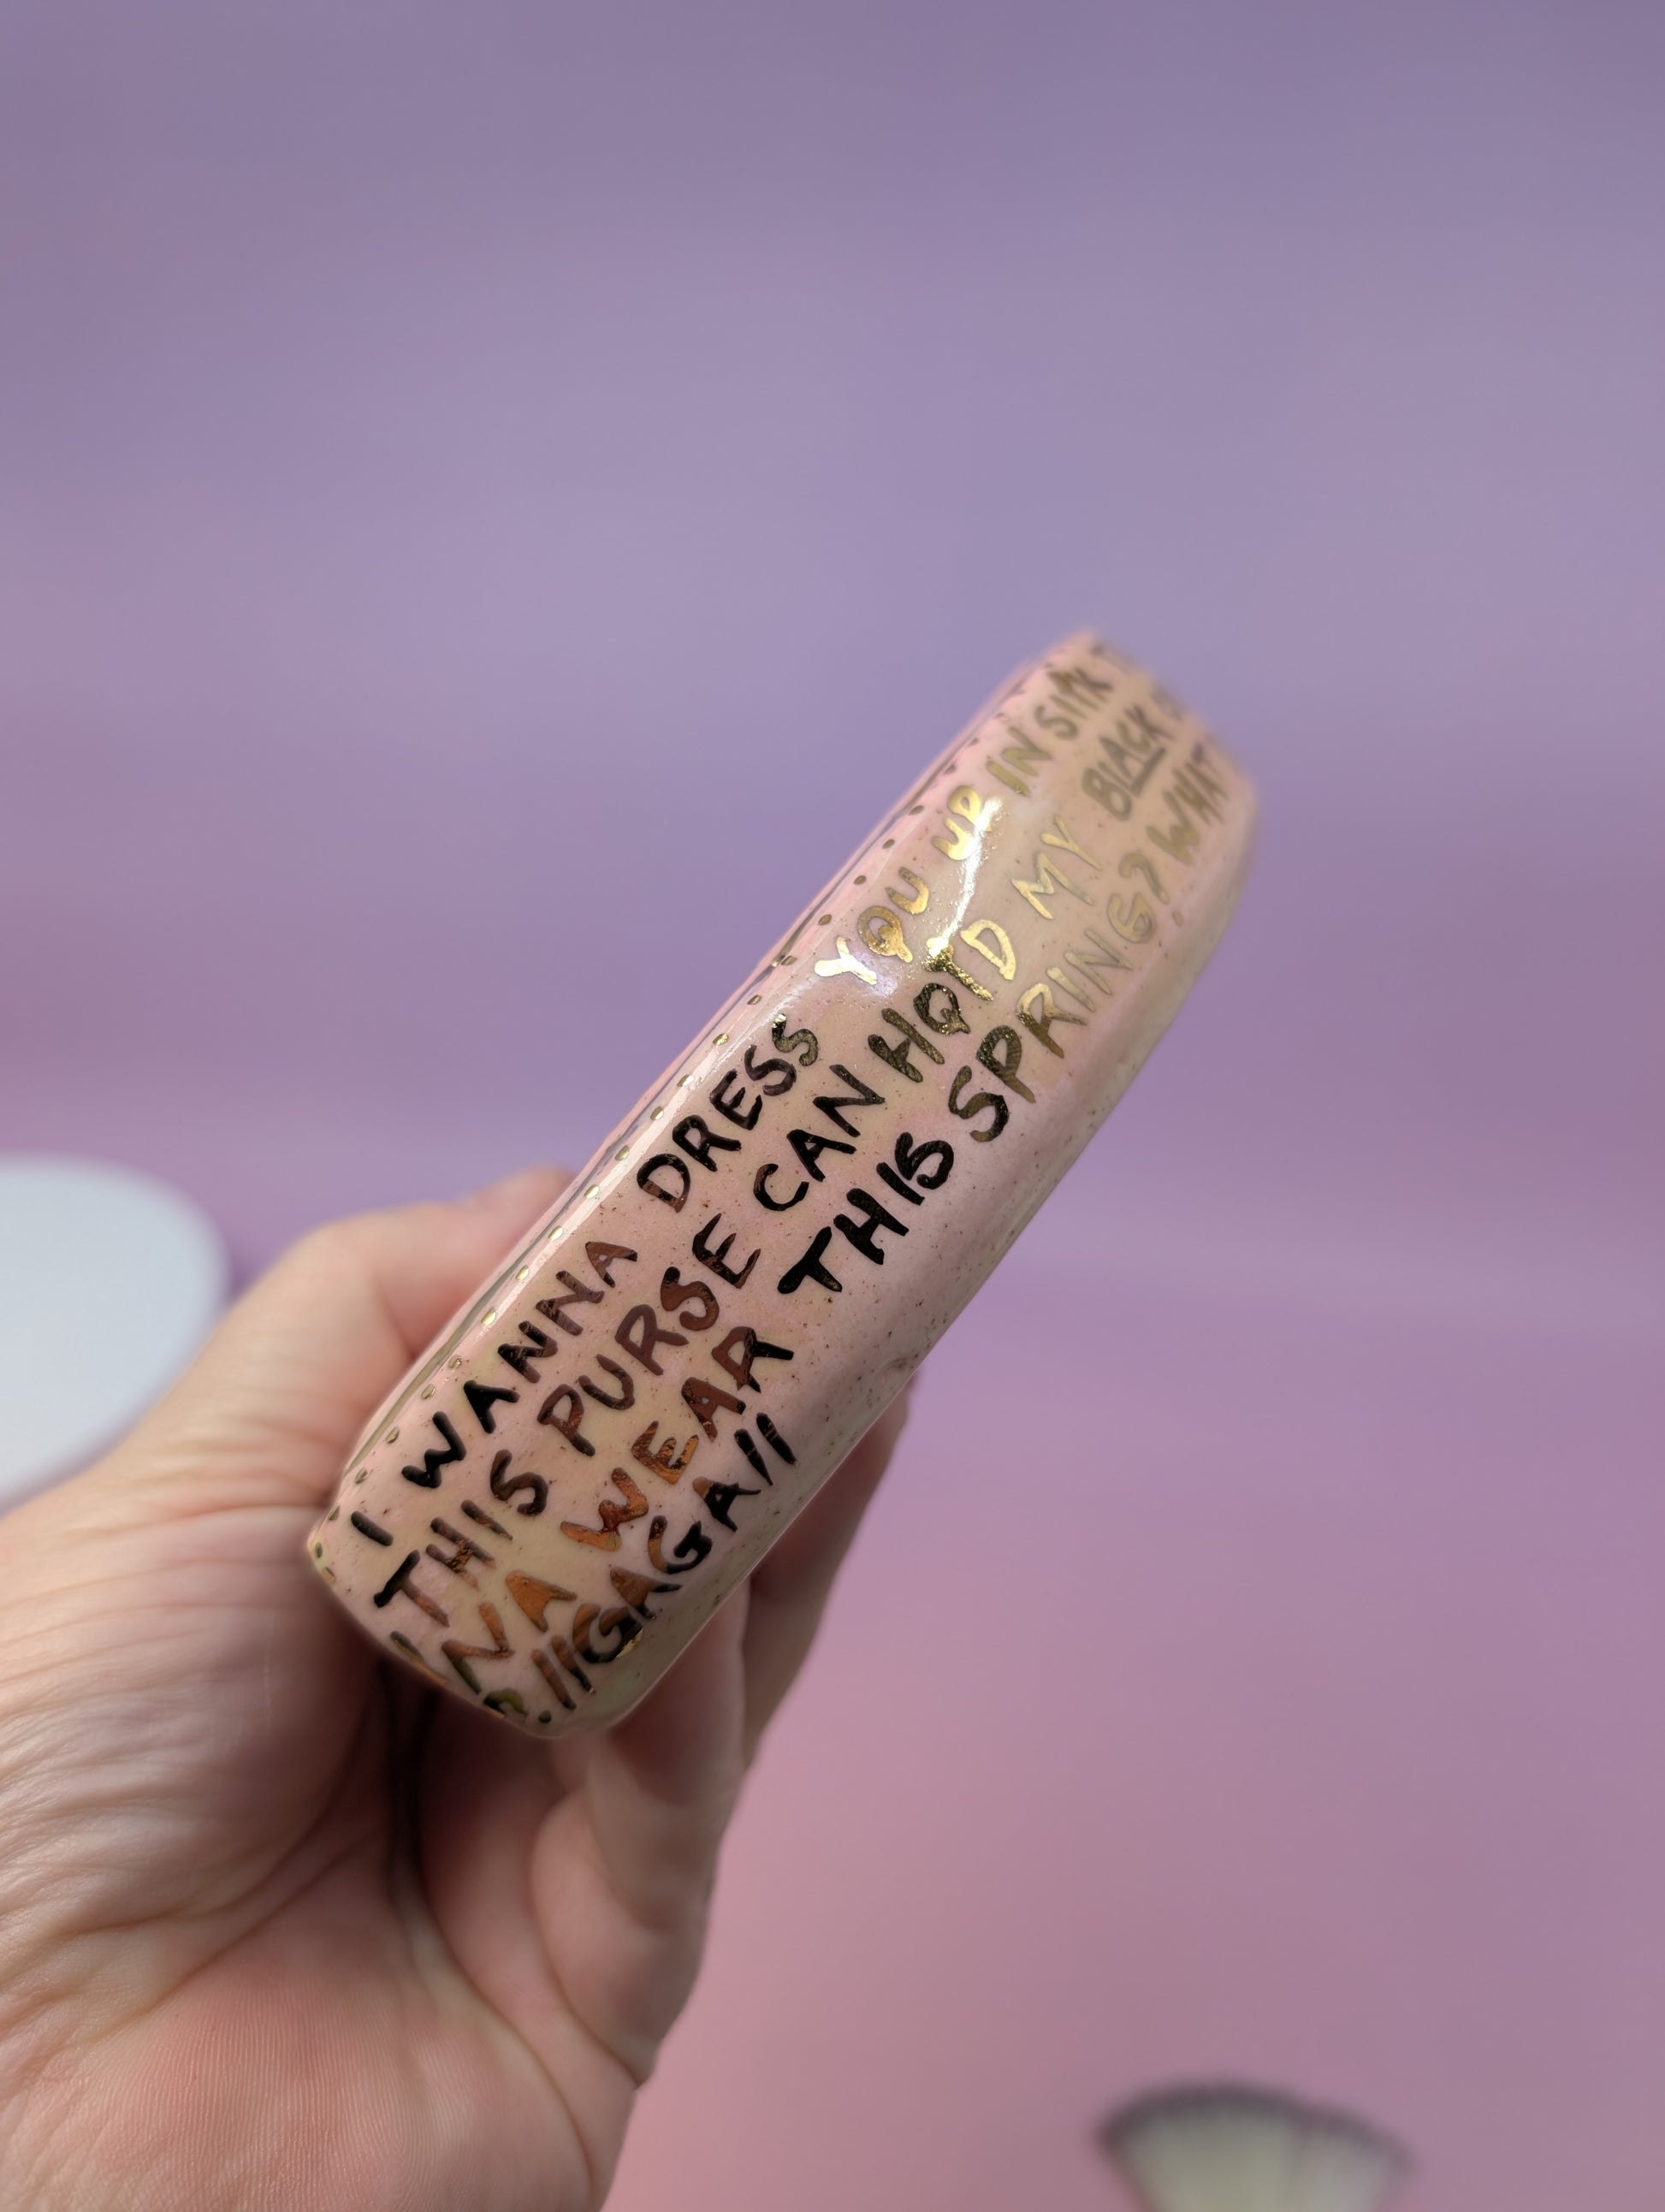 I WANNA DRESS YOU UP IN SILK
THIS PURSE CAN HOLD MY BLACK
NA WEAR THIS SPRING? WHAT
//GAGA//